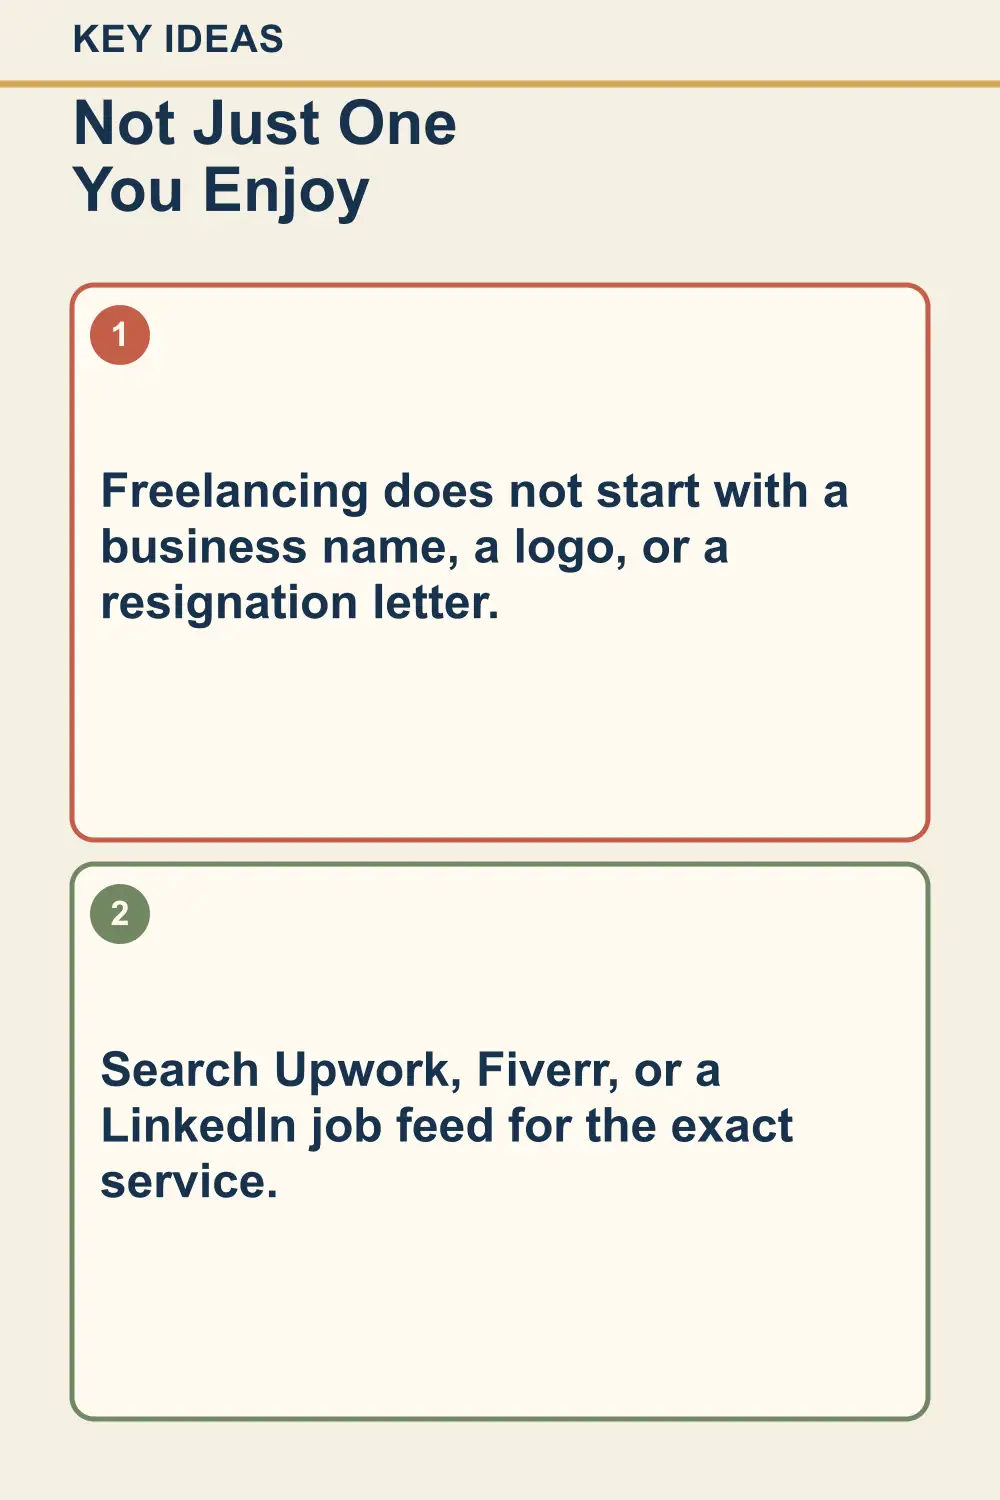 KEY IDEAS
Not Just One
You Enjoy
1
Freelancing does not start with a
business name, a logo, or a
resignation letter.
2
Search Upwork, Fiverr, or a
LinkedIn job feed for the exact
service.